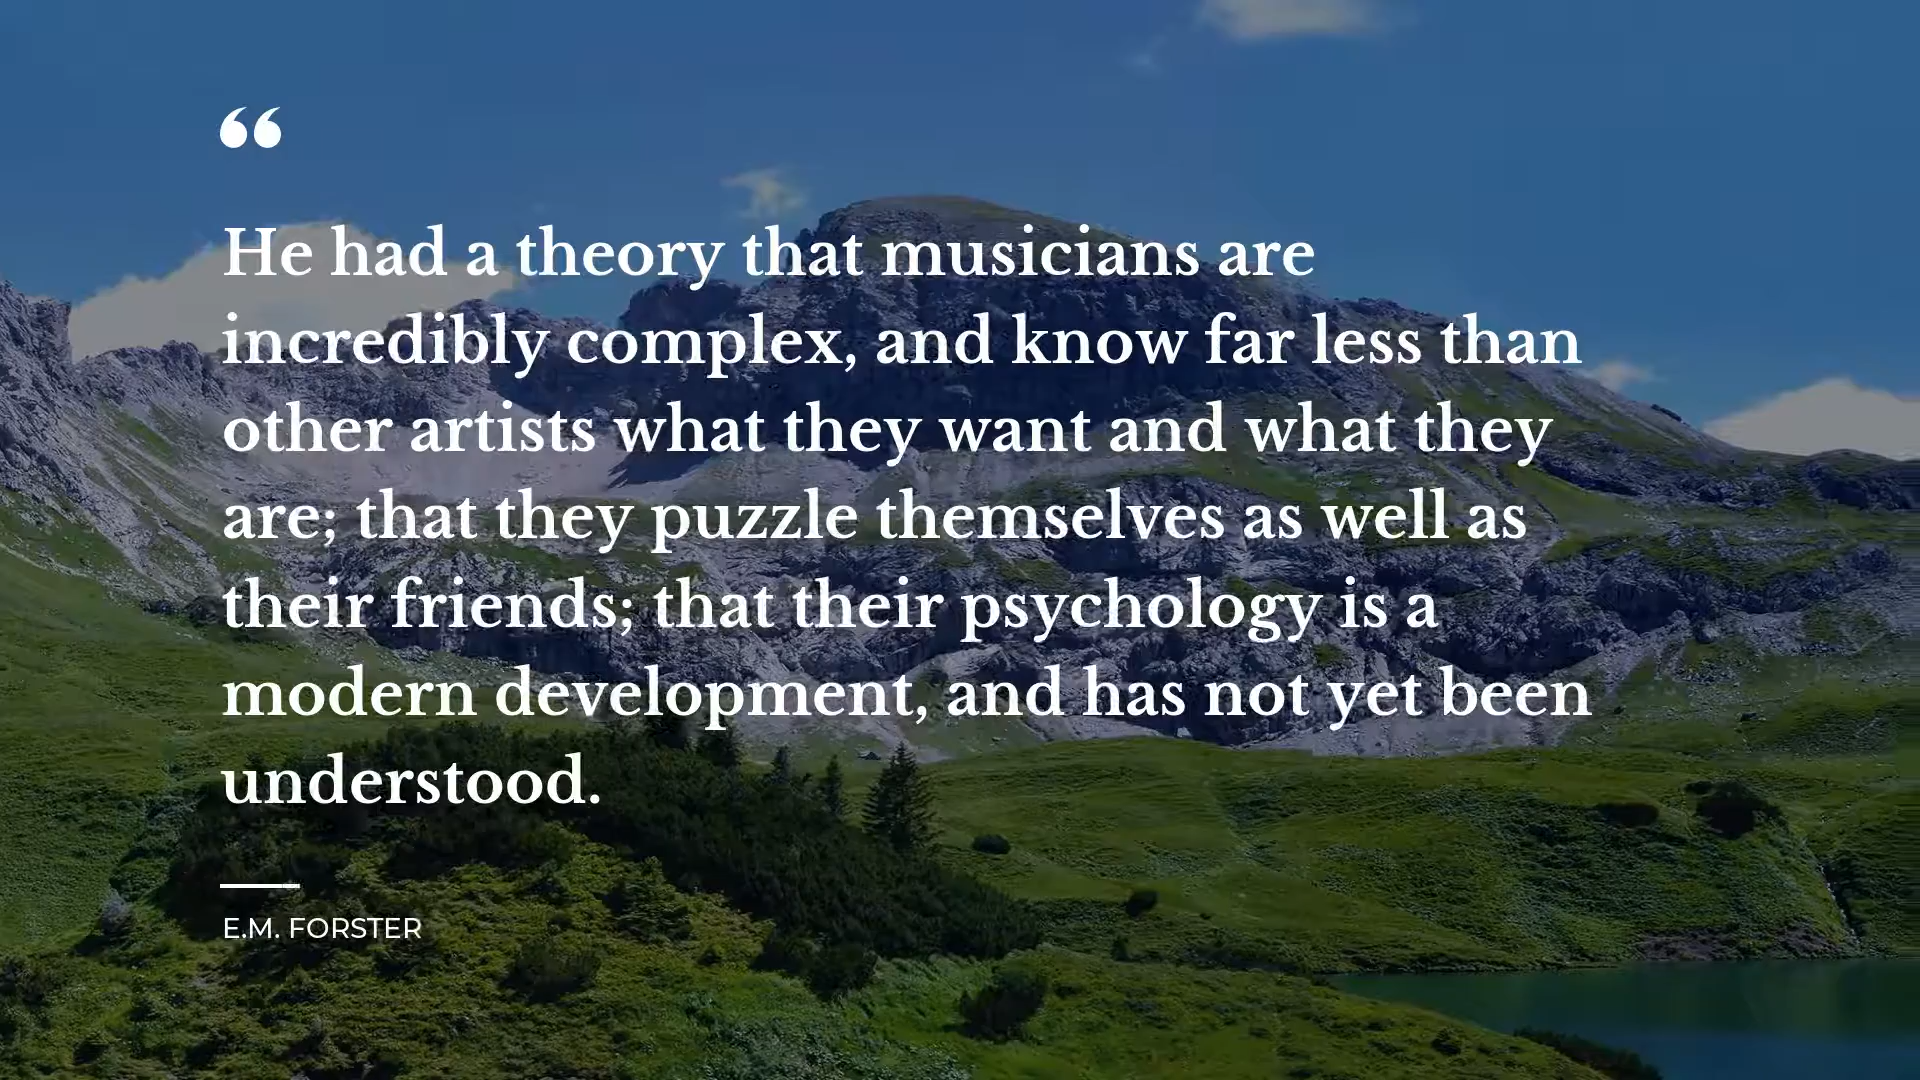 “
He had a theory that musicians are
incredibly complex, and know far less than
other artists what they want and what they
are; that they puzzle themselves as well as
their friends; that their psychology is a
modern development, and has not yet been
understood.
E.M. FORSTER